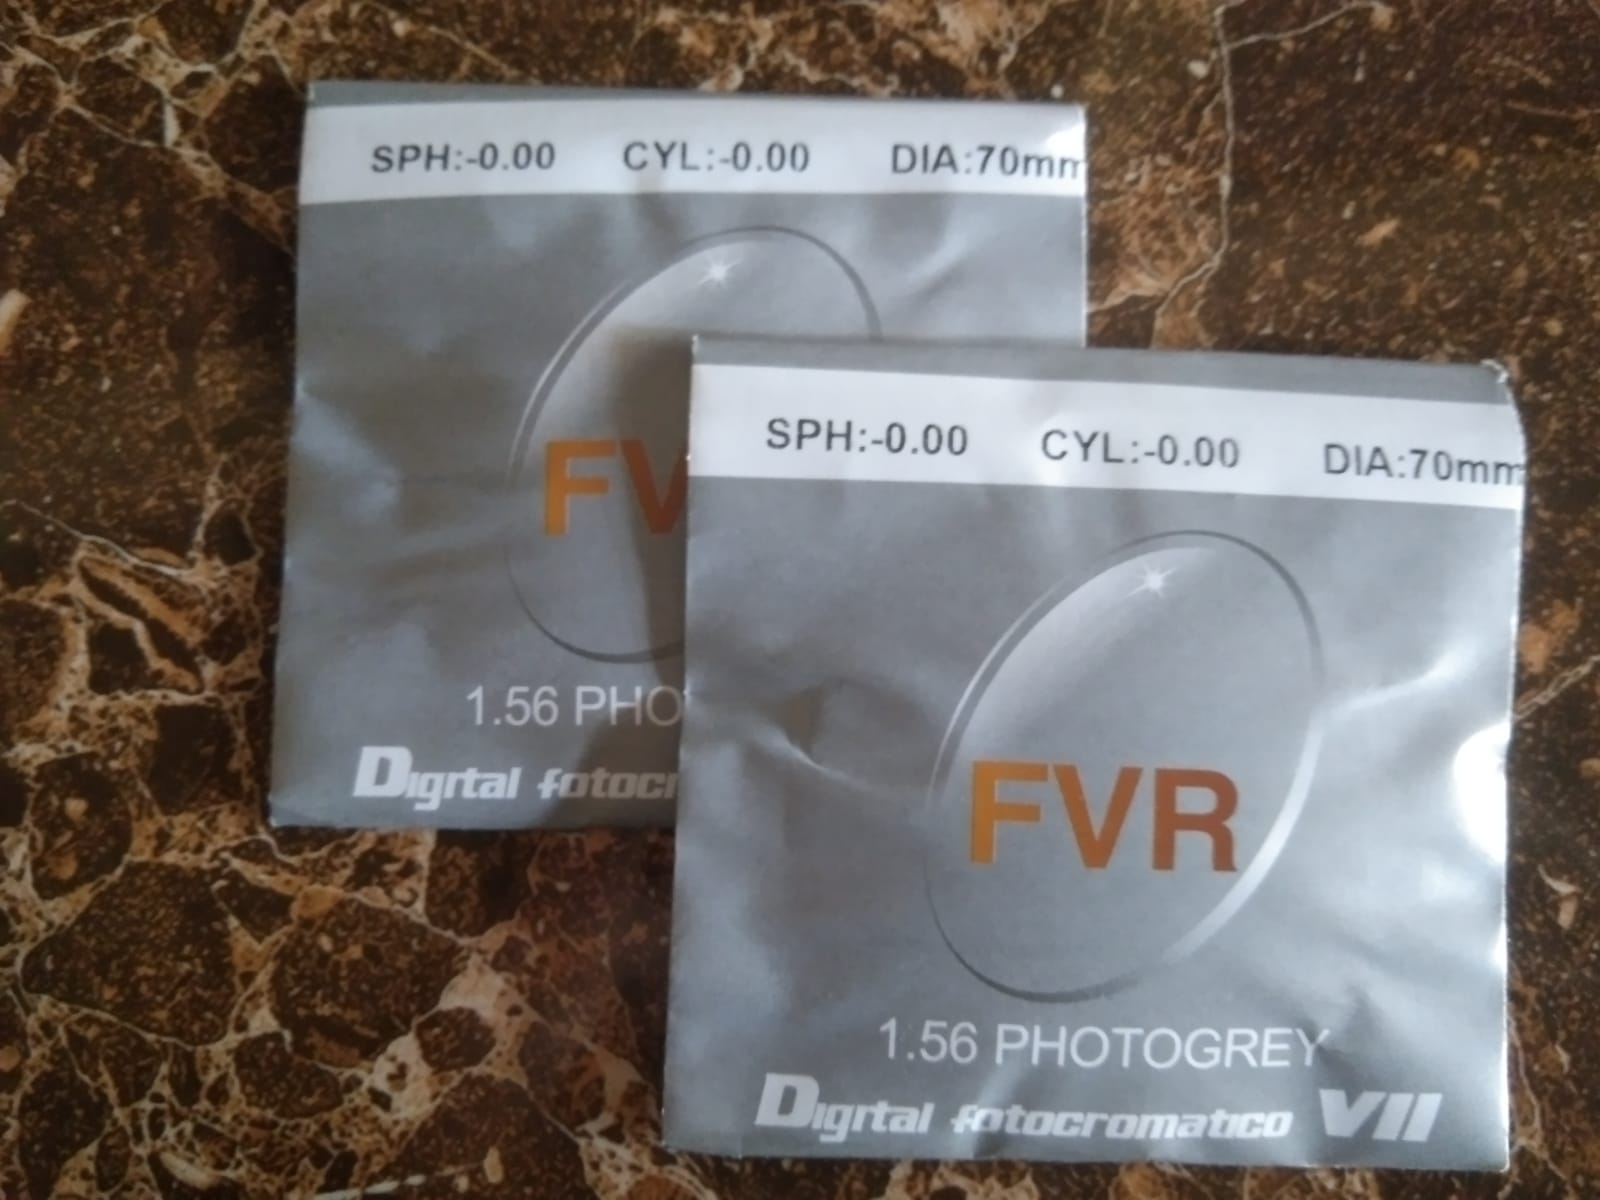 SPH:-0.00 CYL:-0.00 DIA:70mm
FV
1.56 PHO
Digrtal fotocr
SPH:-0.00 CYL:-0.00 DIA:70mm
FVR
1.56 PHOTOGREY
Digrtal fotocromatico VII